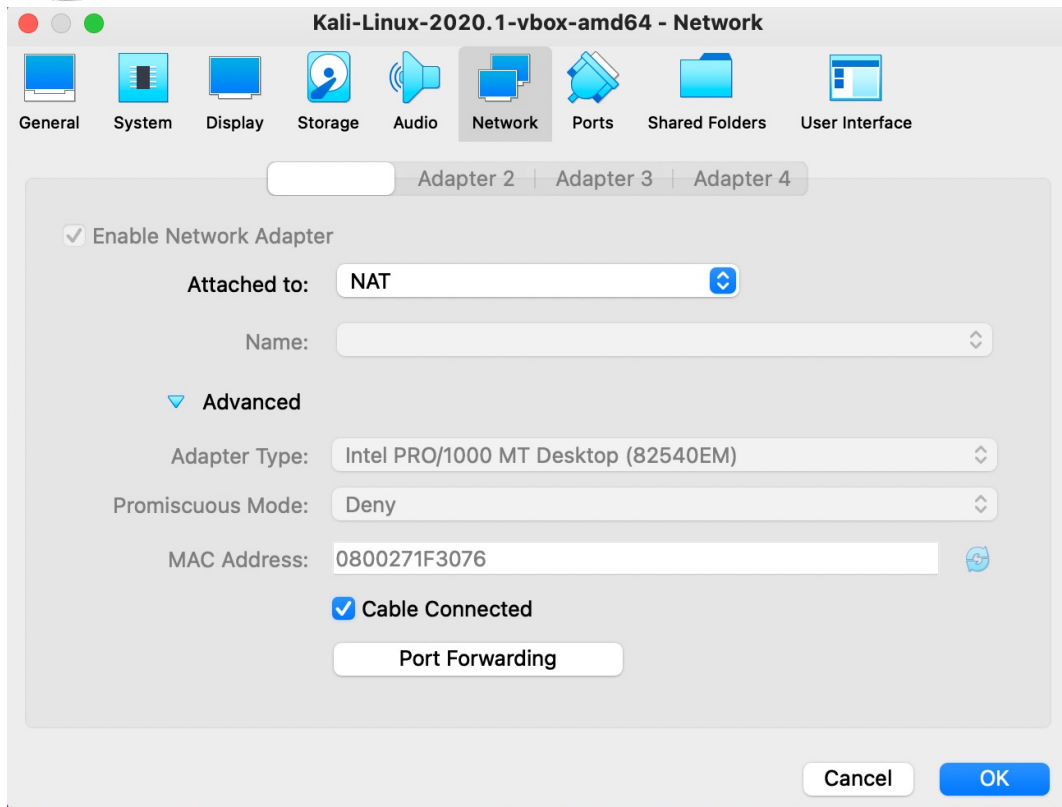 Kali-Linux-2020.1-vbox-amd64 - Network
General System Display Storage Audio Network Ports Shared Folders User Interface
Adapter 2 Adapter 3 Adapter 4
Enable Network Adapter
Attached to: NAT
Name:
Advanced
Adapter Type: Intel PRO/1000 MT Desktop (82540EM)
Promiscuous Mode: Deny
MAC Address: 0800271F3076
Cable Connected
Port Forwarding
Cancel OK